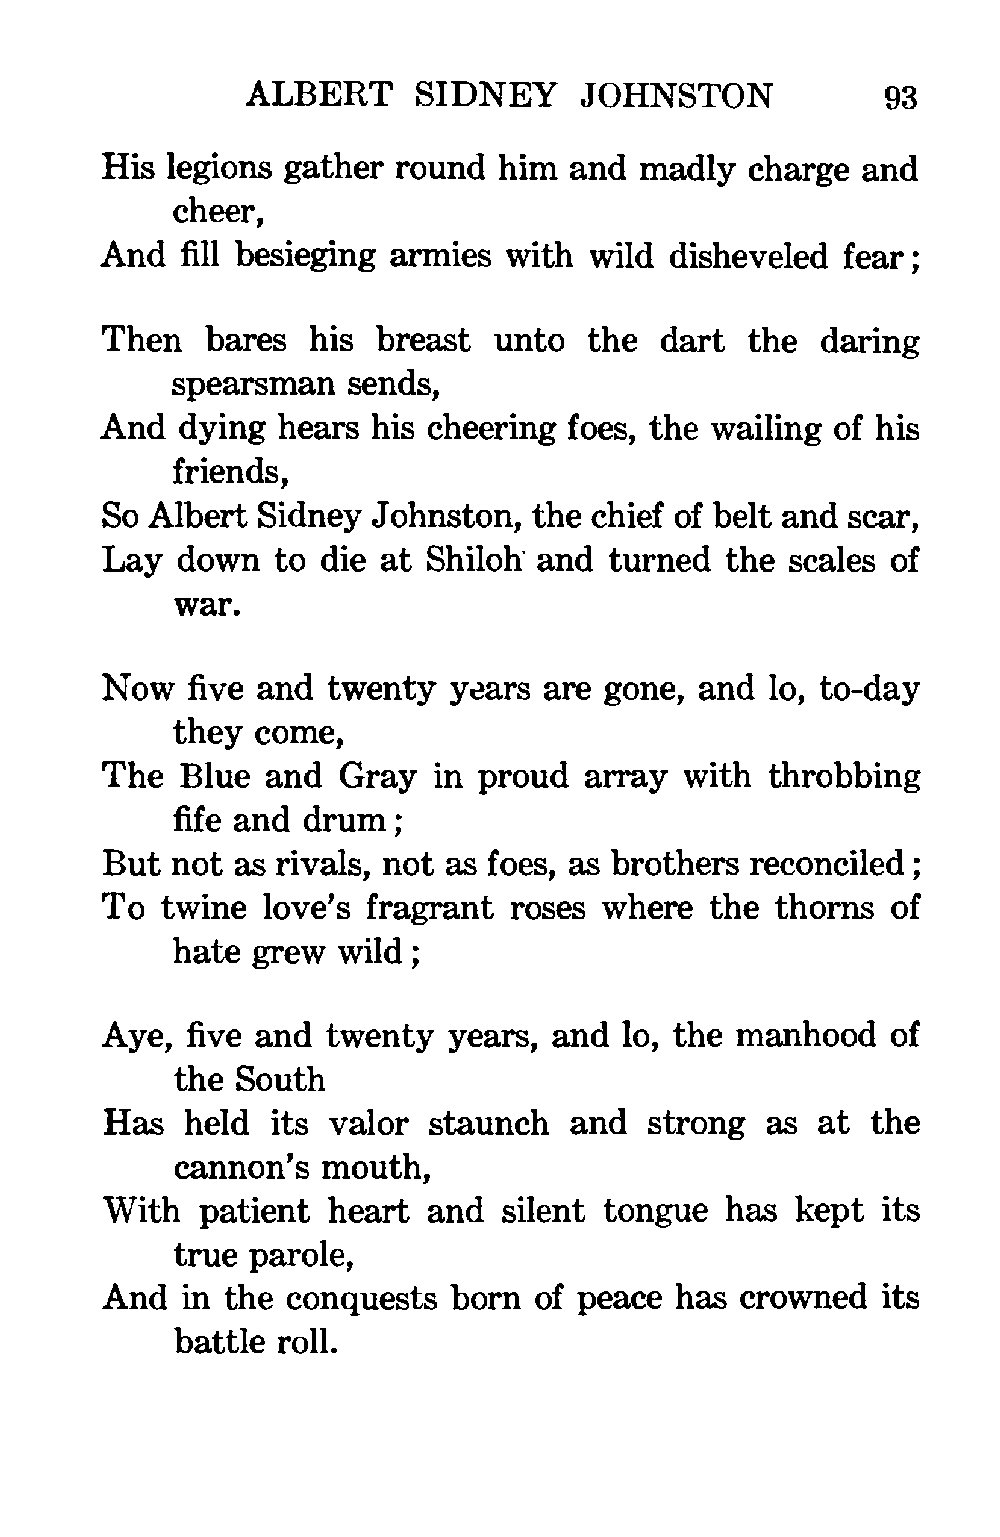 ALBERT SIDNEY JOHNSTON 93
His legions gather round him and madly charge and
cheer,
And fill besieging armies with wild disheveled fear;
Then bares his breast unto the dart the daring
spearsman sends,
And dying hears his cheering foes, the wailing of his
friends,
So Albert Sidney Johnston, the chief of belt and scar,
Lay down to die at Shiloh and turned the scales of
war.
Now five and twenty years are gone, and lo, to-day
they come,
The Blue and Gray in proud array with throbbing
fife and drum;
But not as rivals, not as foes, as brothers reconciled;
To twine love's fragrant roses where the thorns of
hate grew wild;
Aye, five and twenty years, and lo, the manhood of
the South
Has held its valor staunch and strong as at the
cannon's mouth,
With patient heart and silent tongue has kept its
true parole,
And in the conquests born of peace has crowned its
battle roll.